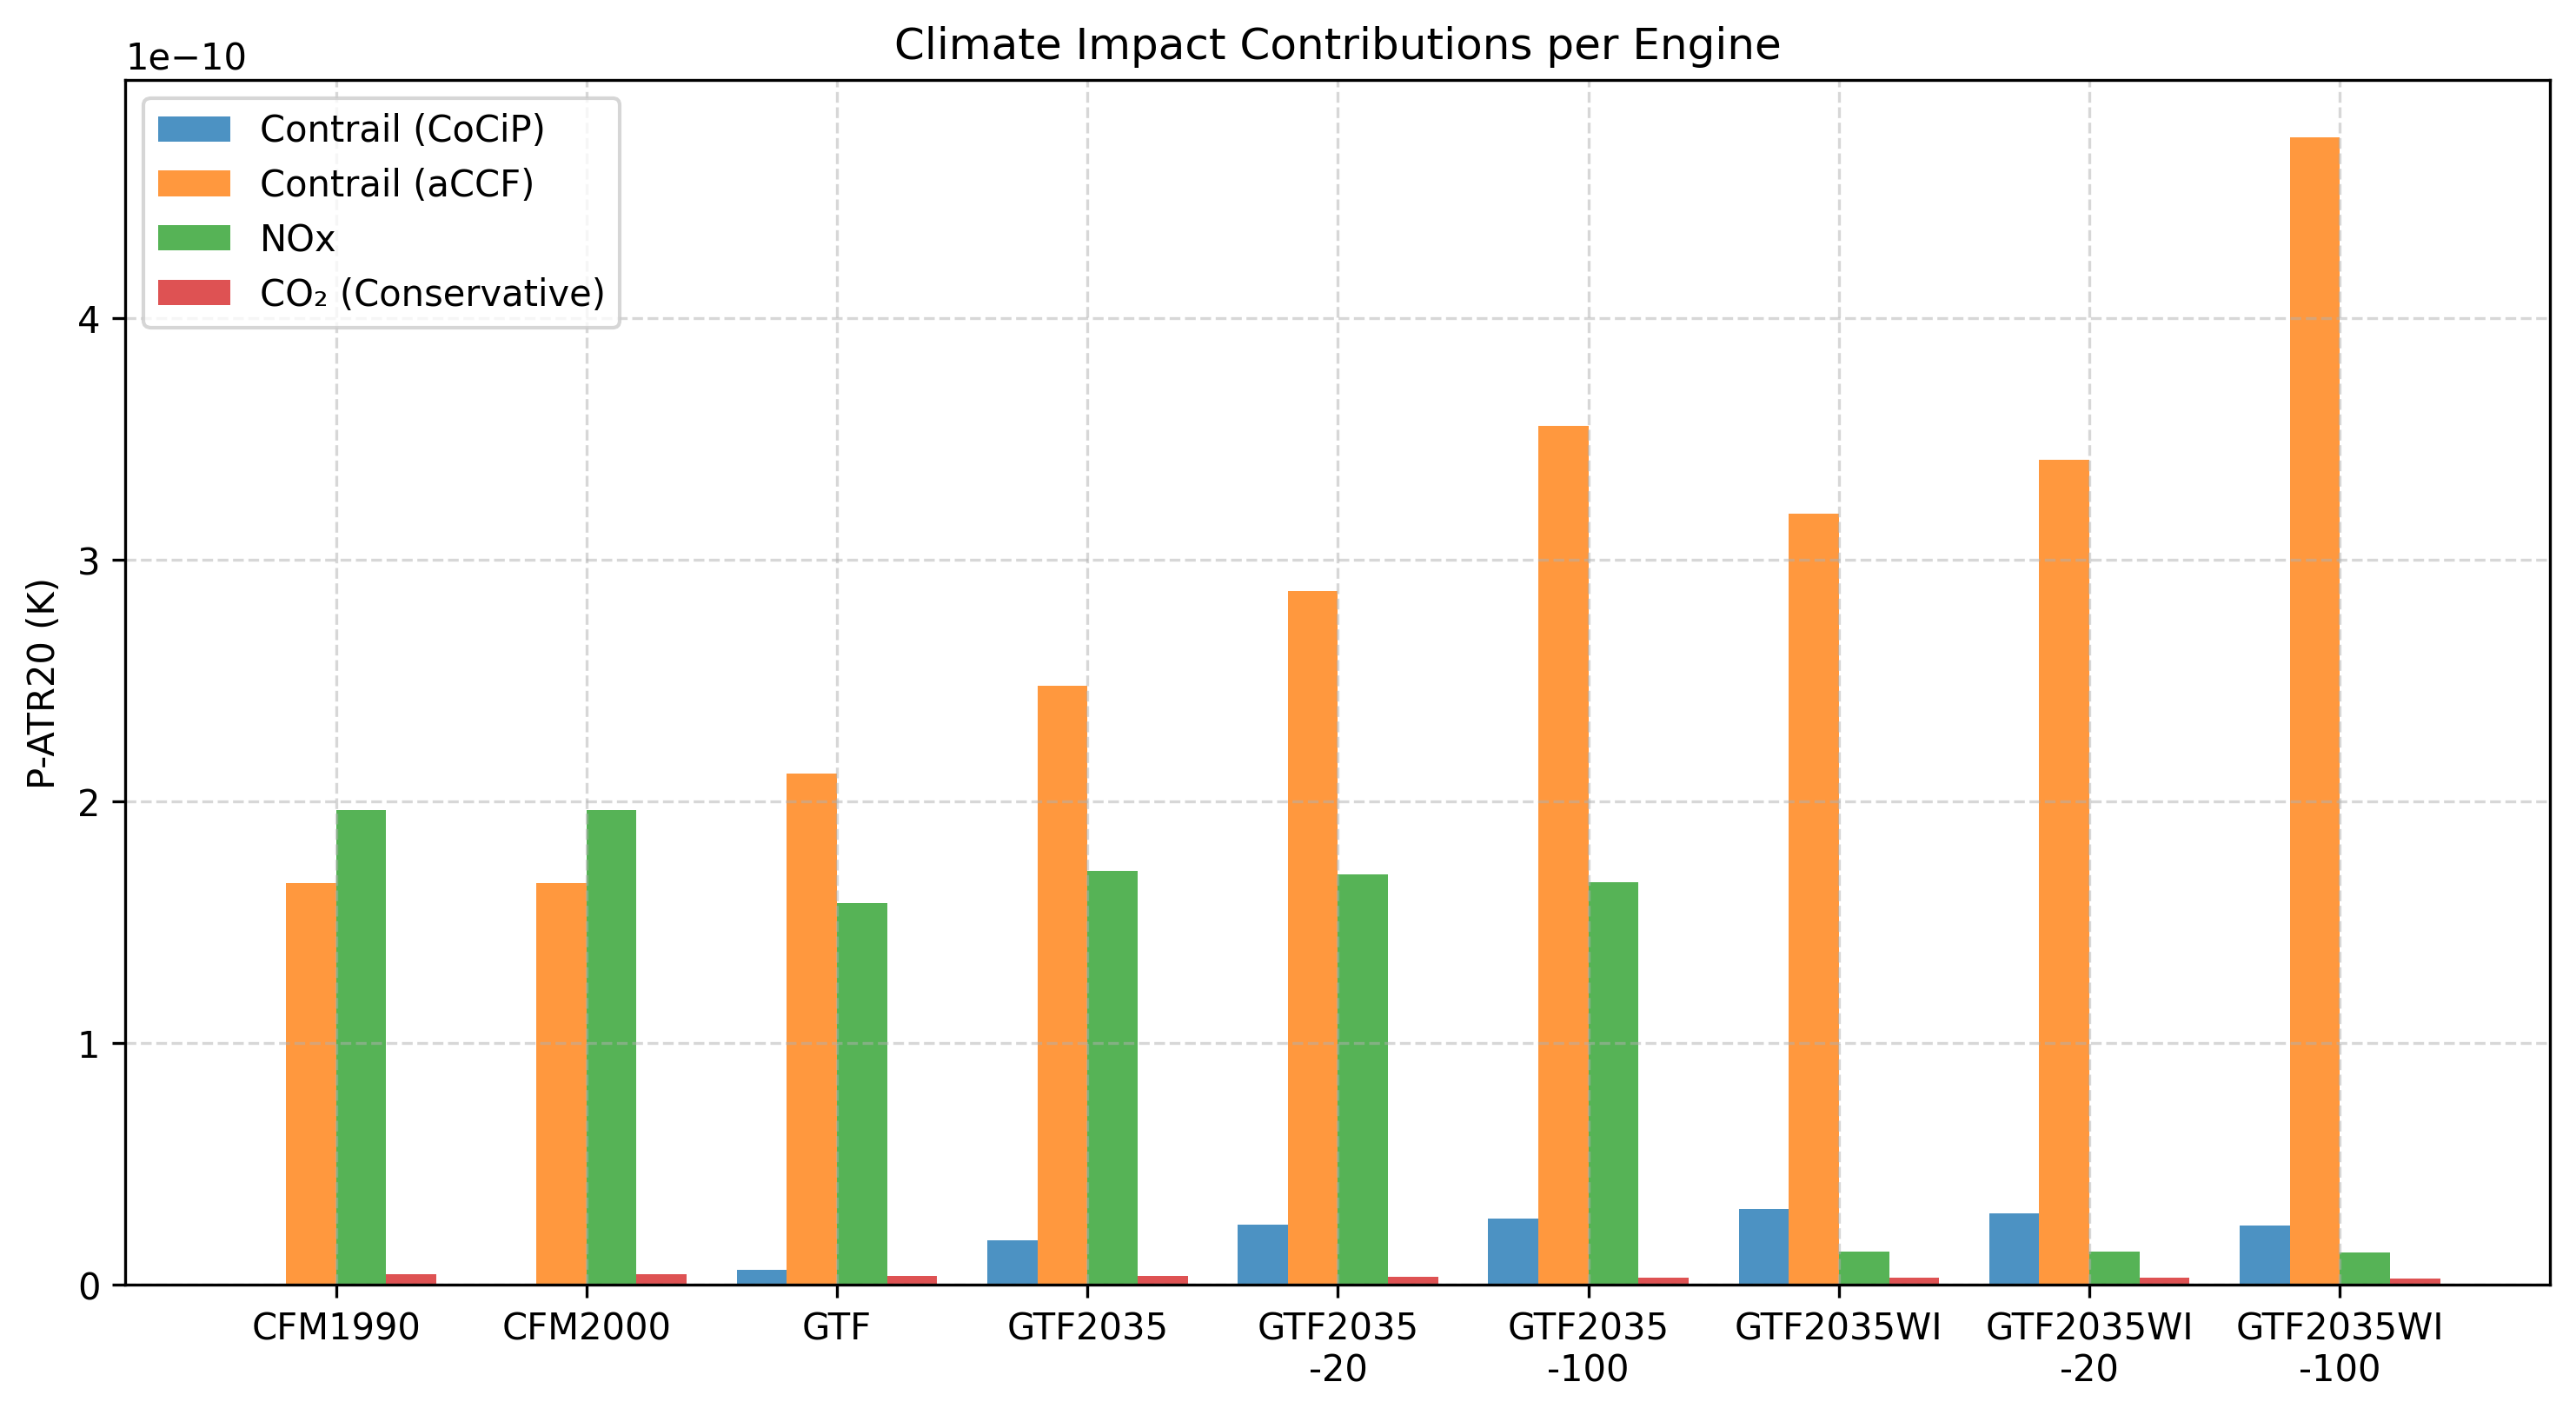 Climate Impact Contributions per Engine
1e−10
Contrail (CoCiP)
Contrail (aCCF)
NOx
CO₂ (Conservative)
P-ATR20 (K)
4
3
2
1
0
CFM1990
CFM2000
GTF
GTF2035
GTF2035
-20
GTF2035
-100
GTF2035WI
GTF2035WI
-20
GTF2035WI
-100